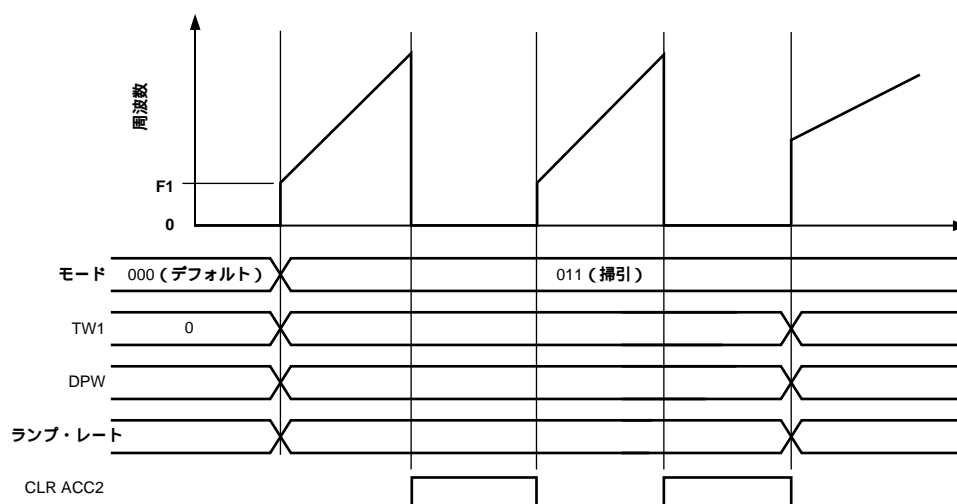 周波数
F1
0
モード 000(デフォルト) 011(掃引)
TW1 0
DPW
ランプ・レート
CLR ACC2